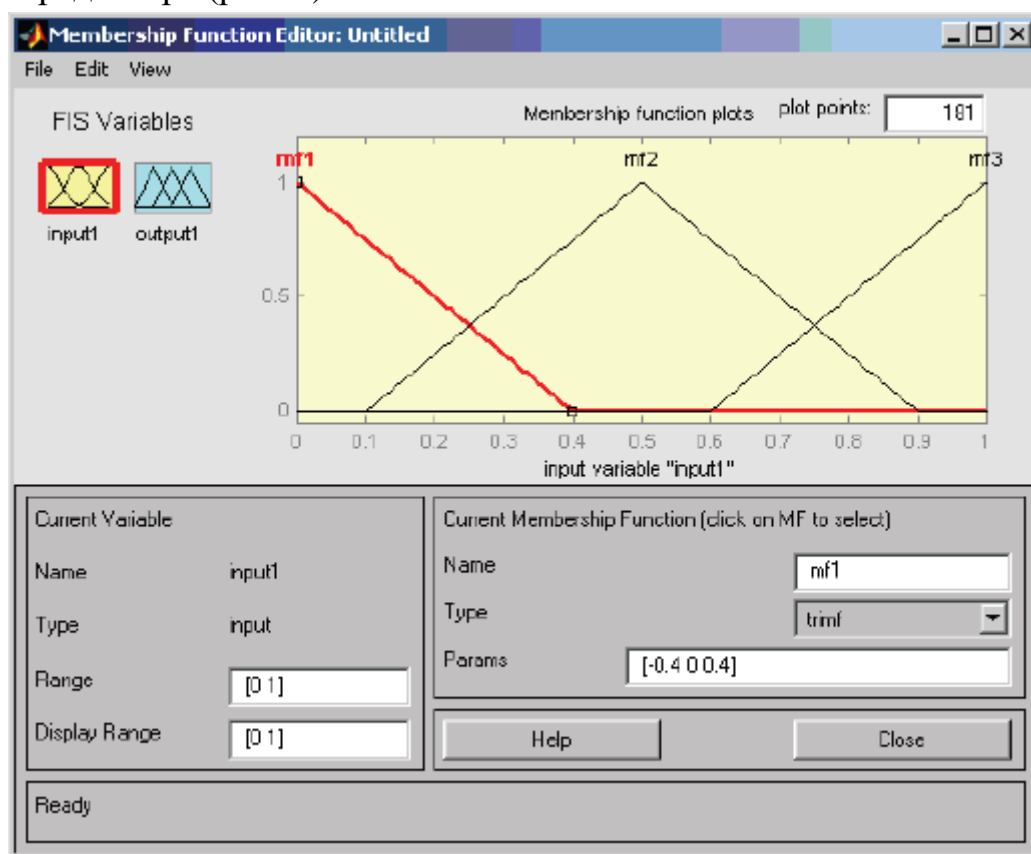 Membership Function Editor: Untitled
File Edit View
FIS Variables
Membership function plots plot points: 181
mf1 mf2 mf3
input1 output1
1
0.5
0
0 0.1 0.2 0.3 0.4 0.5 0.6 0.7 0.8 0.9 1
input variable "input1"
Current Variable
Name input1
Type input
Range [0 1]
Display Range [0 1]
Current Membership Function (click on MF to select)
Name mf1
Type trimf
Params [-0.4 0 0.4]
Help Close
Ready